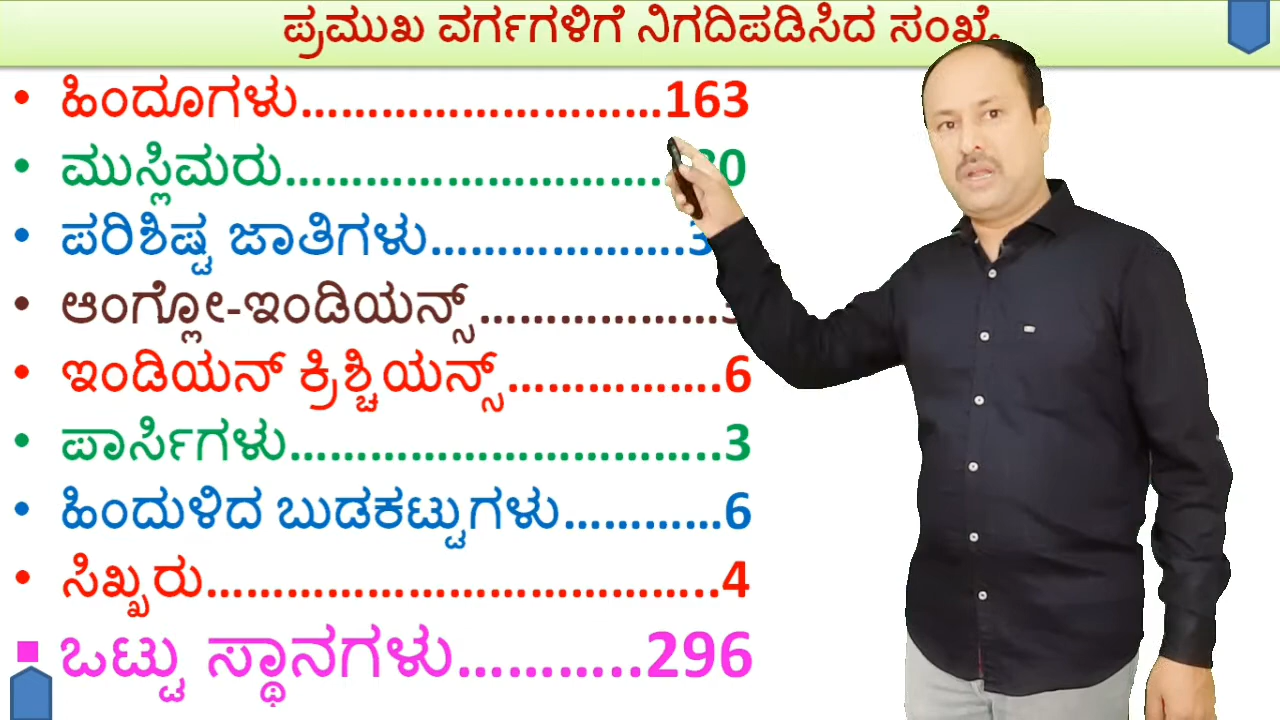 ಪ್ರಮುಖ ವರ್ಗಗಳಿಗೆ ನಿಗದಿಪಡಿಸಿದ ಸಂಖ್ಯೆ
• ಹಿಂದೂಗಳು………………………163
• ಮುಸ್ಲಿಮರು……………………….
• ಪರಿಶಿಷ್ಟ ಜಾತಿಗಳು……………….
• ಆಂಗ್ಲೋ-ಇಂಡಿಯನ್ಸ್………………
• ಇಂಡಿಯನ್ ಕ್ರಿಶ್ಚಿಯನ್ಸ್…………….6
• ಪಾರ್ಸಿಗಳು…………………………..3
• ಹಿಂದುಳಿದ ಬುಡಕಟ್ಟುಗಳು…………6
• ಸಿಖ್ಖರು………………………………..4
▪ ಒಟ್ಟು ಸ್ಥಾನಗಳು………..296